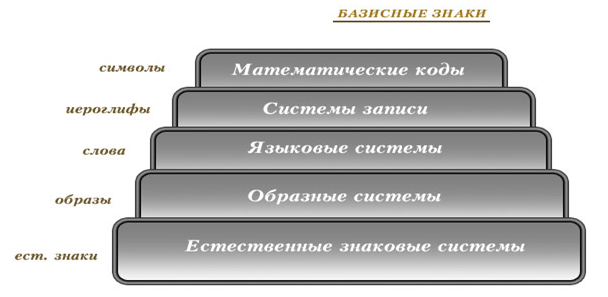 БАЗИСНЫЕ ЗНАКИ
символы Математические коды
иероглифы Системы записи
слова Языковые системы
образы Образные системы
ест. знаки Естественные знаковые системы